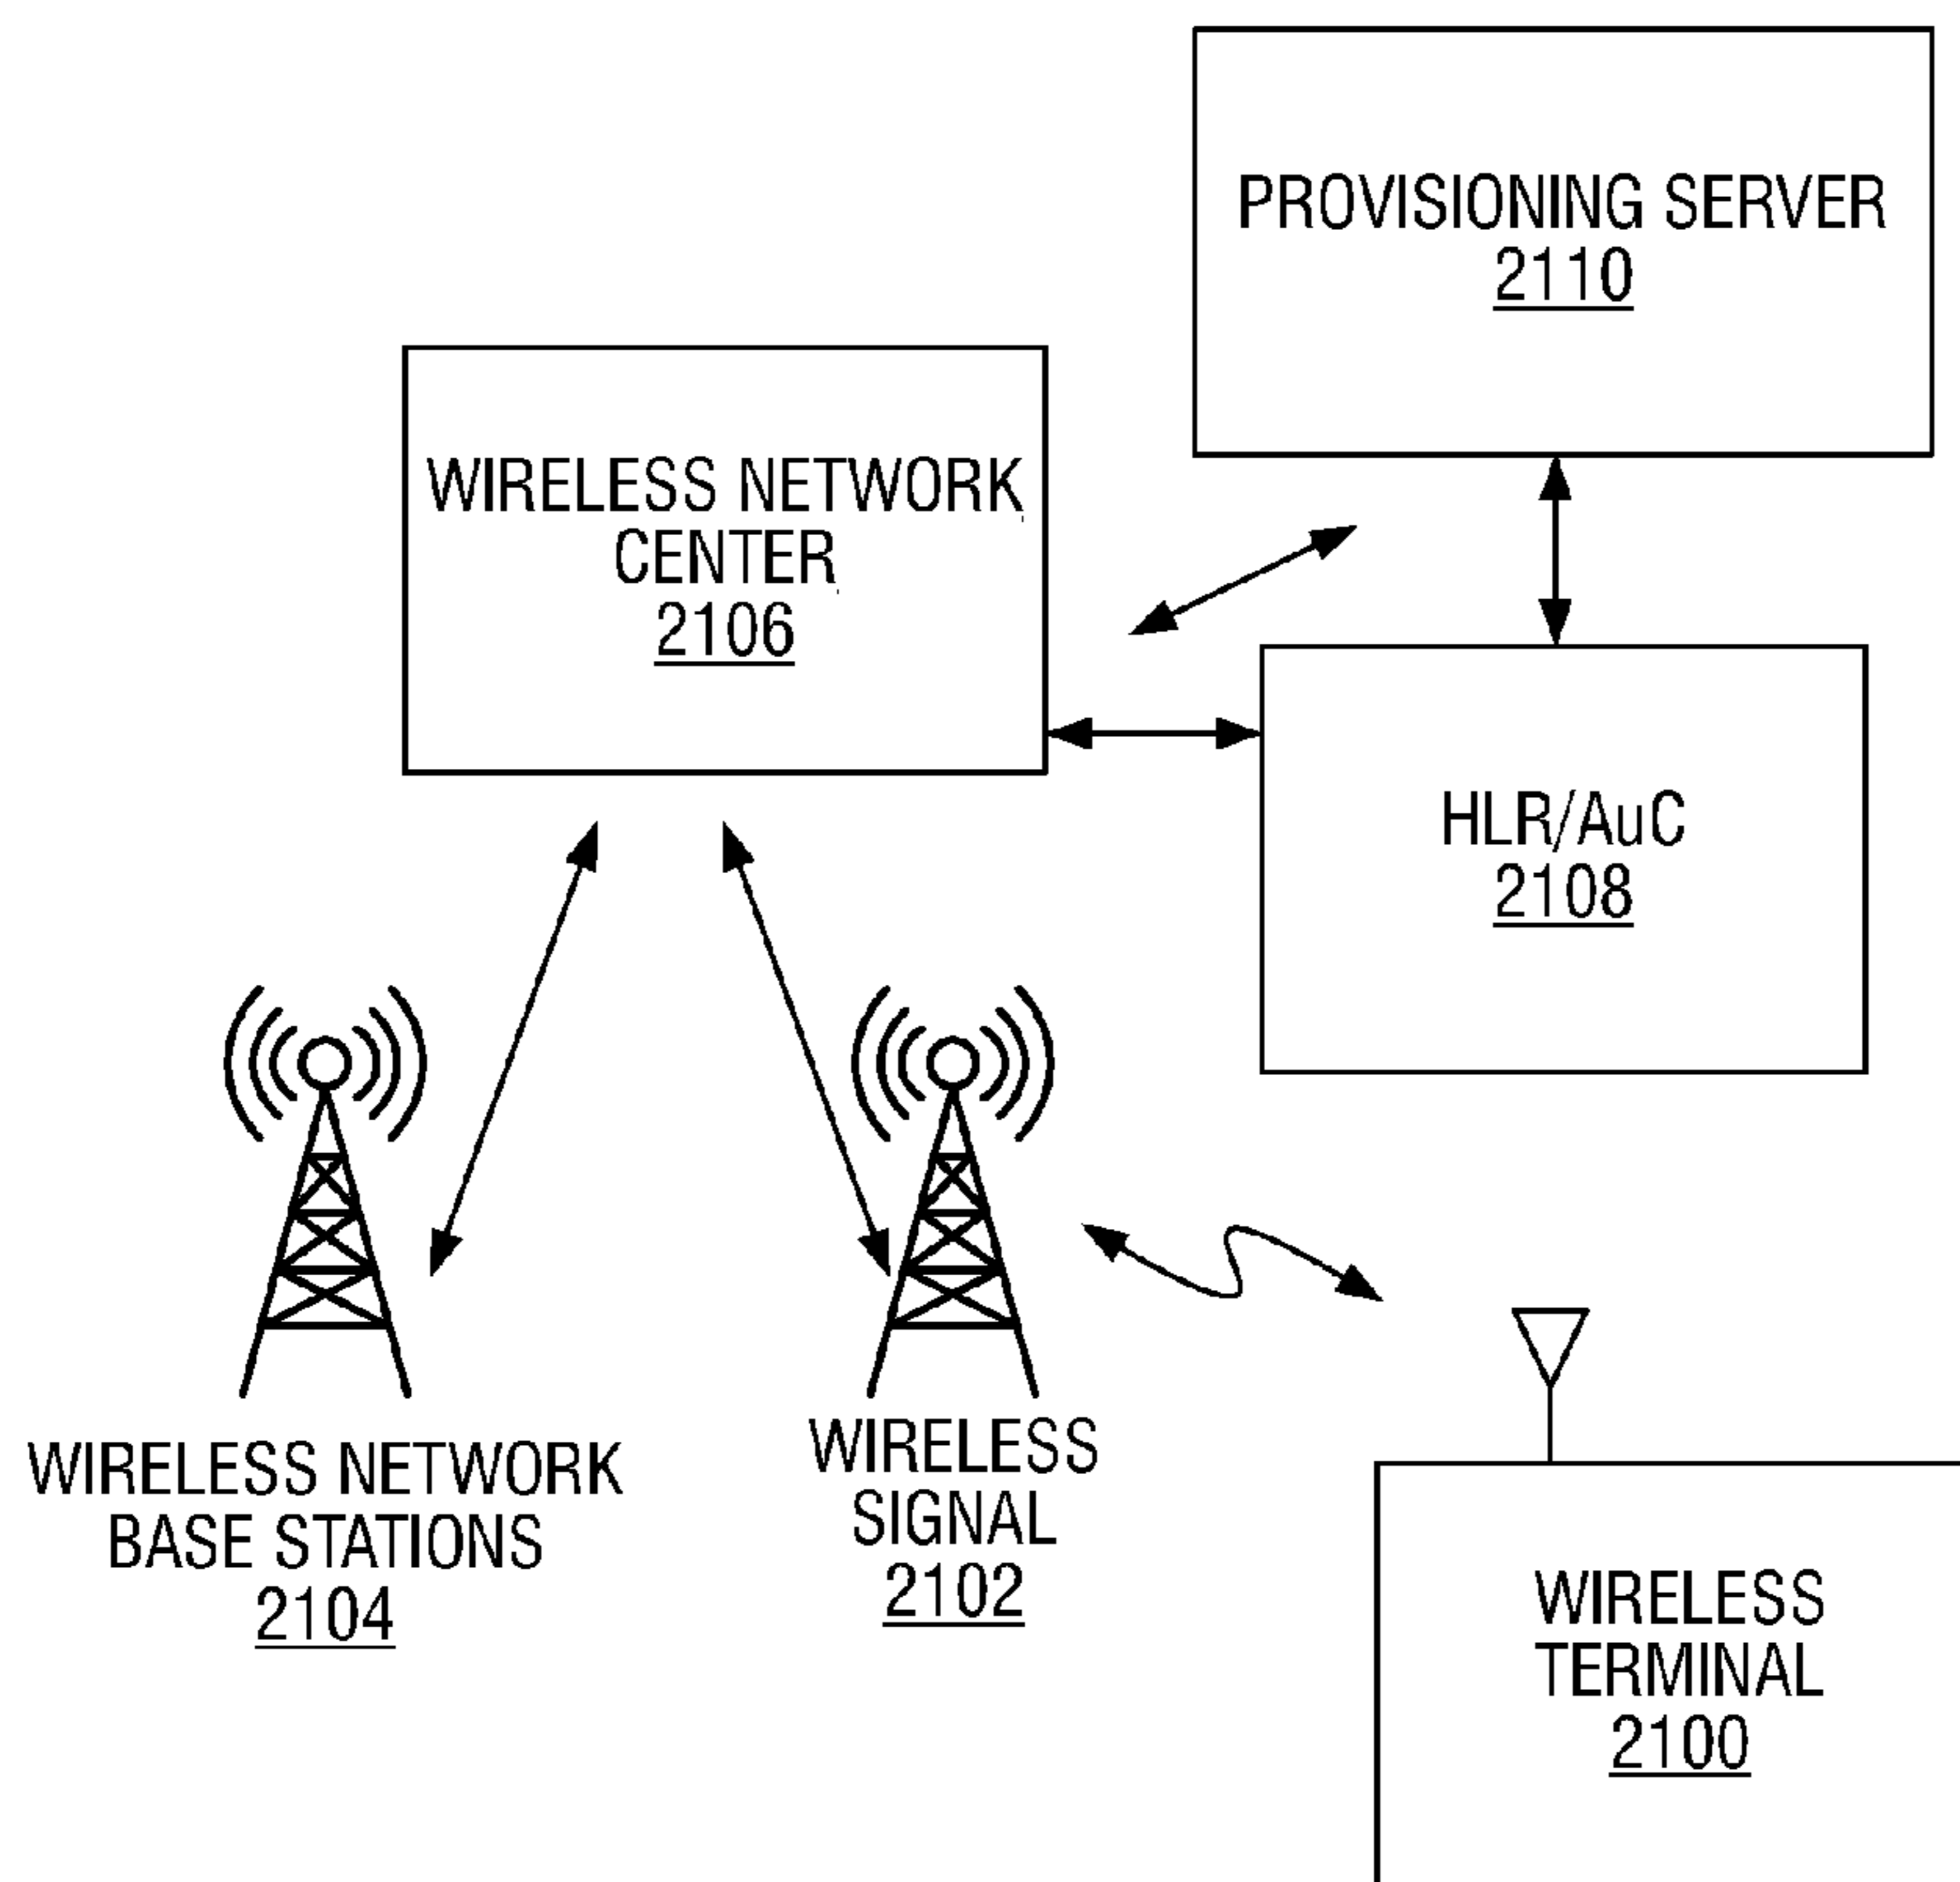 PROVISIONING SERVER
2110
WIRELESS NETWORK
CENTER
2106
HLR/AuC
2108
WIRELESS NETWORK
BASE STATIONS
2104
WIRELESS
SIGNAL
2102
WIRELESS
TERMINAL
2100